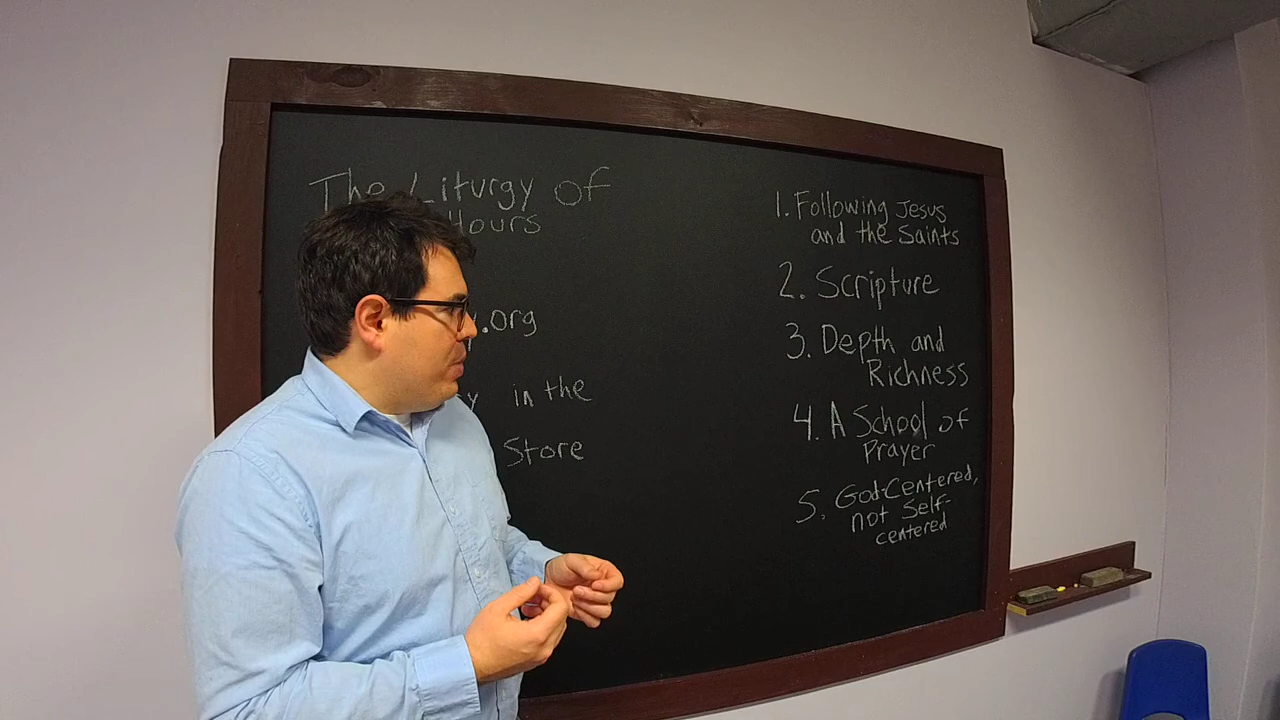 The Liturgy of
Hours
.org
in the
Store
1. Following Jesus
and the Saints
2. Scripture
3. Depth and
Richness
4. A School of
Prayer
5. God-Centered,
not Self-
centered